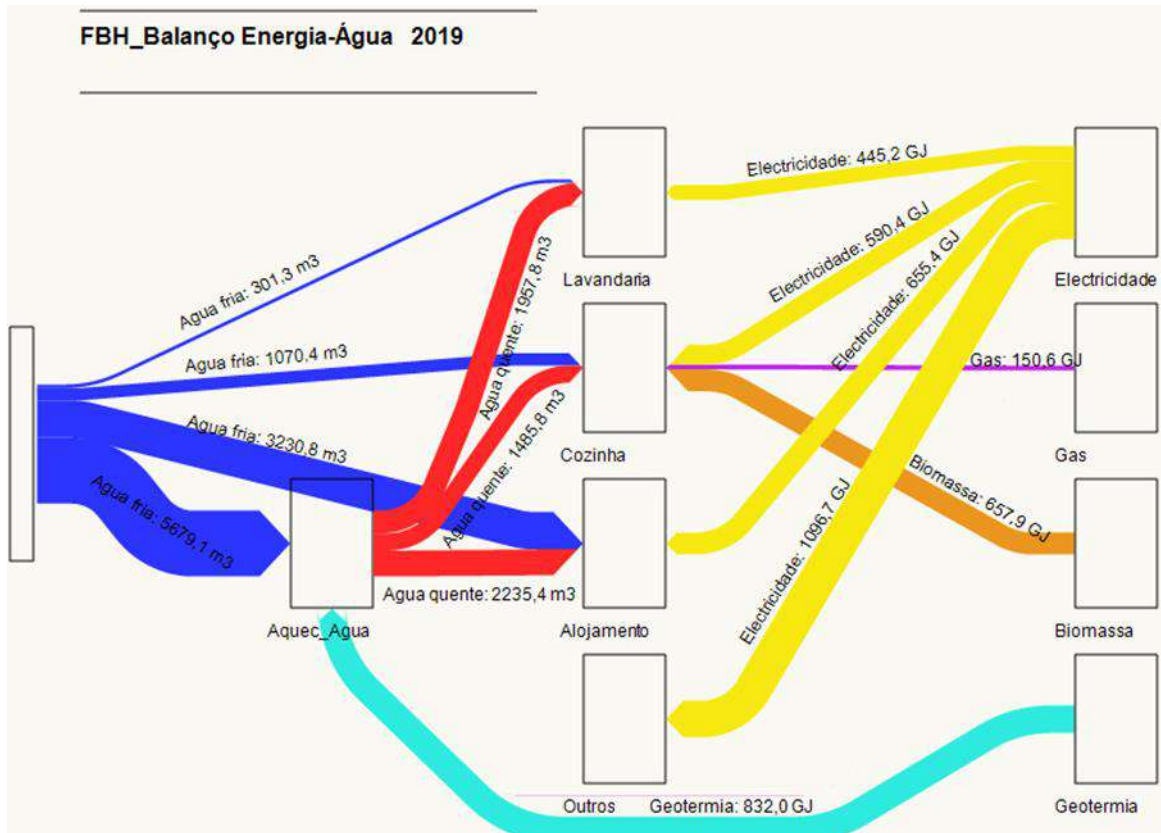 FBH_Balanço Energia-Água 2019
Electricidade: 445,2 GJ
Lavandaria
Electricidade
Agua fria: 301,3 m3
Agua quente: 1957,8 m3
Electricidade: 590,4 GJ
Electricidade: 655,4 GJ
Agua fria: 1070,4 m3
Gas: 150,6 GJ
Agua fria: 3230,8 m3
Agua quente: 1485,8 m3
Cozinha
Gas
Agua fria: 5679,1 m3
Biomassa: 657,9 GJ
Electricidade: 1096,7 GJ
Agua quente: 2235,4 m3
Aquec_Agua
Alojamento
Biomassa
Outros
Geotermia: 832,0 GJ
Geotermia